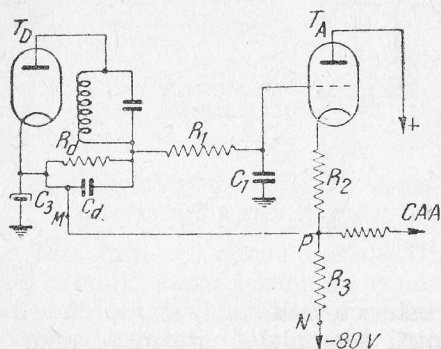 T_D
T_A
R_d
R_1
C_1
C_3
M
C_d
R_2
P
CAA
R_3
N
-80 V
+